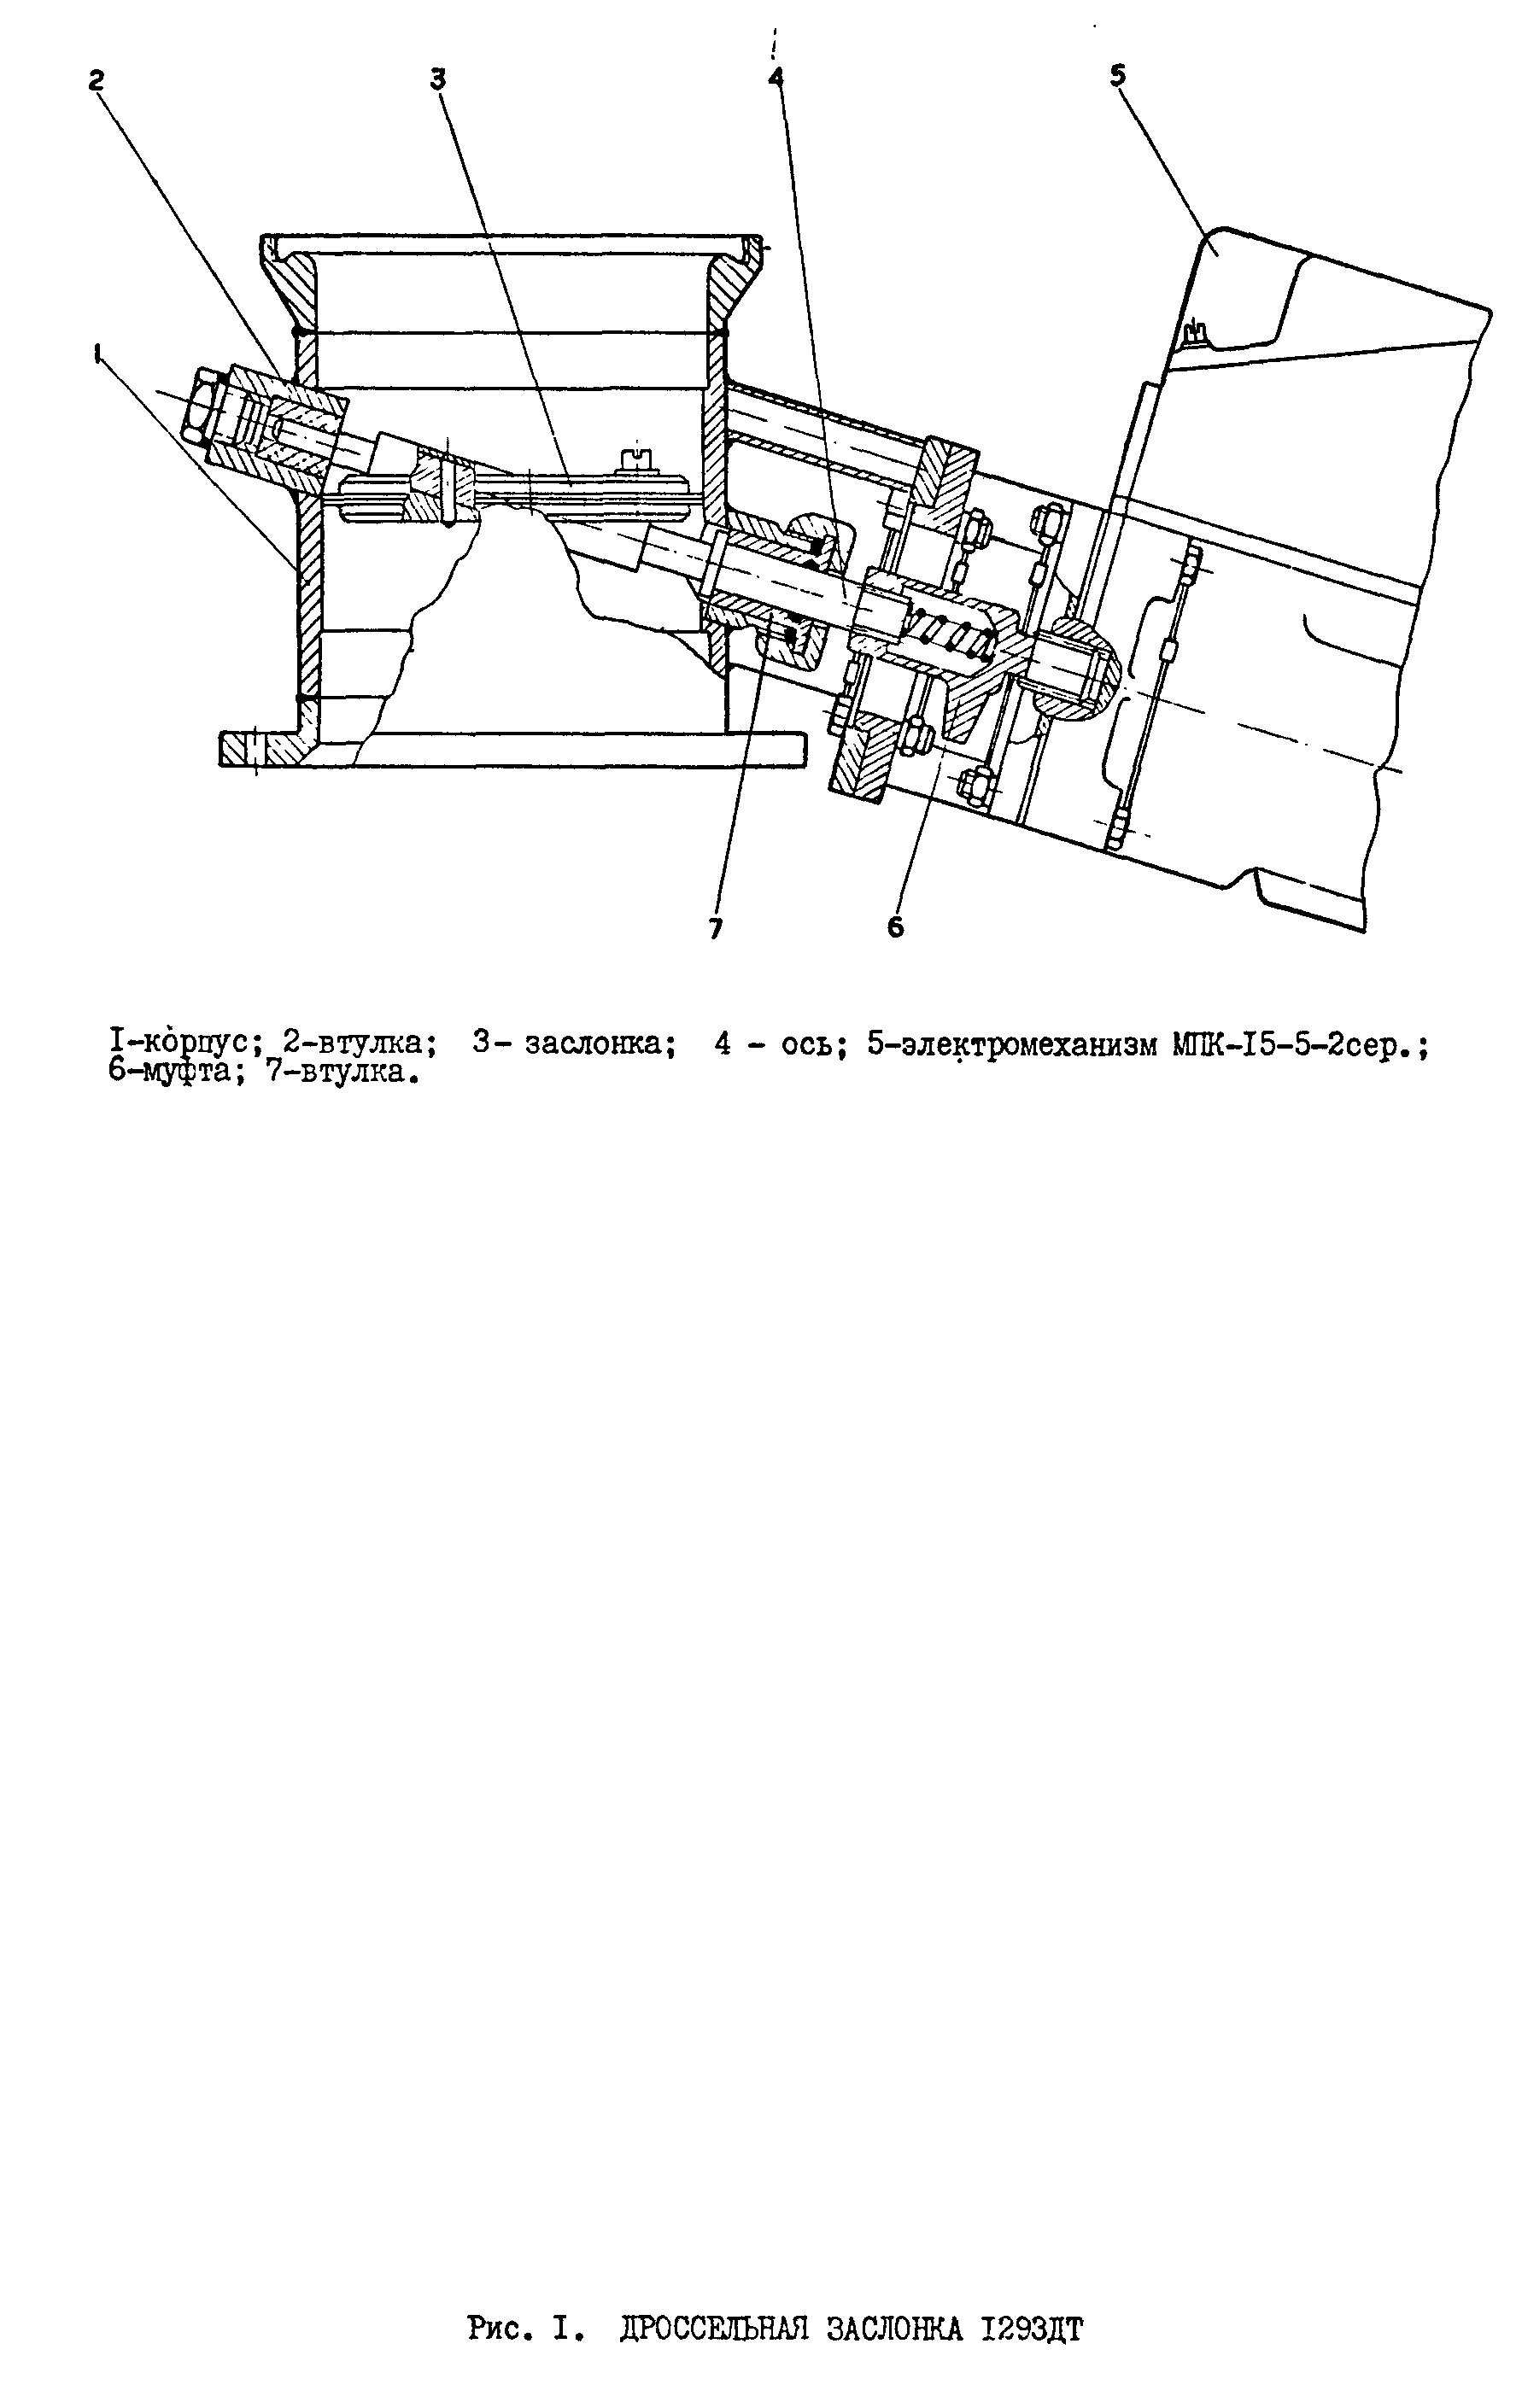 2 3 4 5
1
7 6
I-корпус; 2-втулка; 3- заслонка; 4 - ось; 5-электромеханизм МПК-I5-5-2сер.;
6-муфта; 7-втулка.
Рис. I. ДРОССЕЛЬНАЯ ЗАСЛОНКА I293ДТ